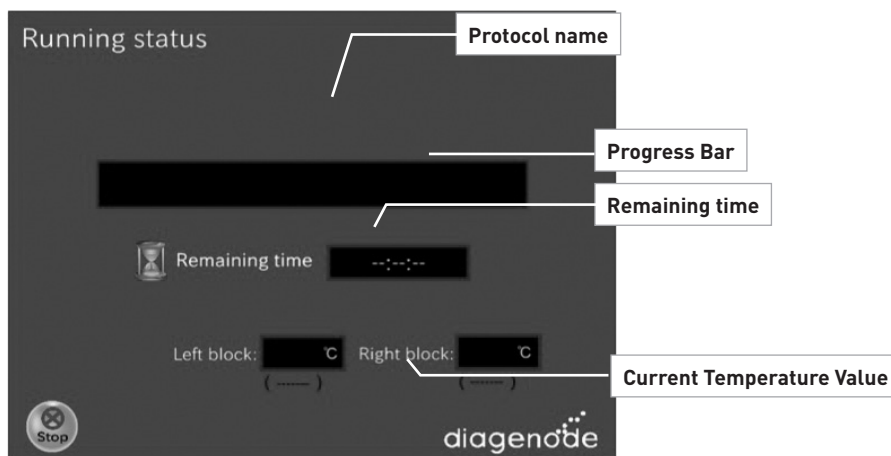 Running status
Protocol name
Progress Bar
Remaining time
Remaining time --:--:--
Left block: °C Right block: °C
( ------ ) ( ------ )
Current Temperature Value
Stop
diagenode